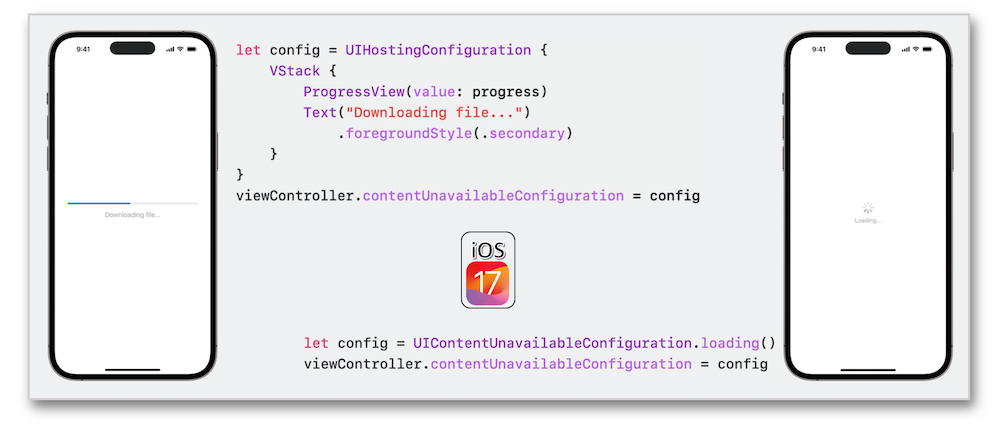 9:41
Downloading file...
let config = UIHostingConfiguration {
VStack {
ProgressView(value: progress)
Text("Downloading file...")
.foregroundStyle(.secondary)
}
}
viewController.contentUnavailableConfiguration = config
iOS
17
let config = UIContentUnavailableConfiguration.loading()
viewController.contentUnavailableConfiguration = config
9:41
Loading...